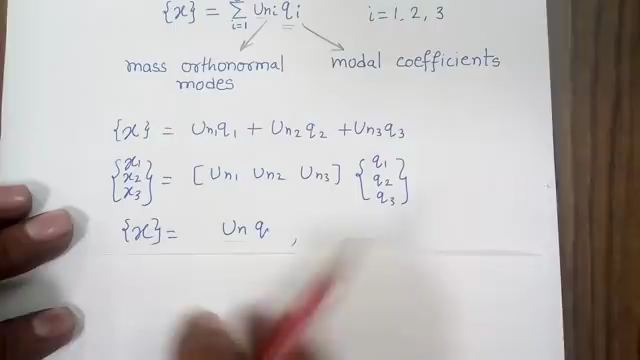 {x} = Σ i=1 Uni qi i = 1, 2, 3
mass orthonormal modal coefficients
modes
{x} = Un1q1 + Un2q2 + Un3q3
{x1 x2 x3} = [Un1 Un2 Un3] {q1 q2 q3}
{x} = Un q ,